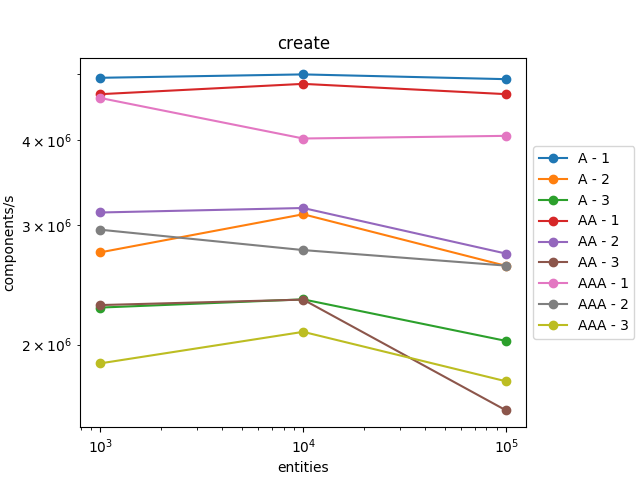 create
components/s
4 × 10⁶
3 × 10⁶
2 × 10⁶
10³
10⁴
10⁵
entities
A - 1
A - 2
A - 3
AA - 1
AA - 2
AA - 3
AAA - 1
AAA - 2
AAA - 3